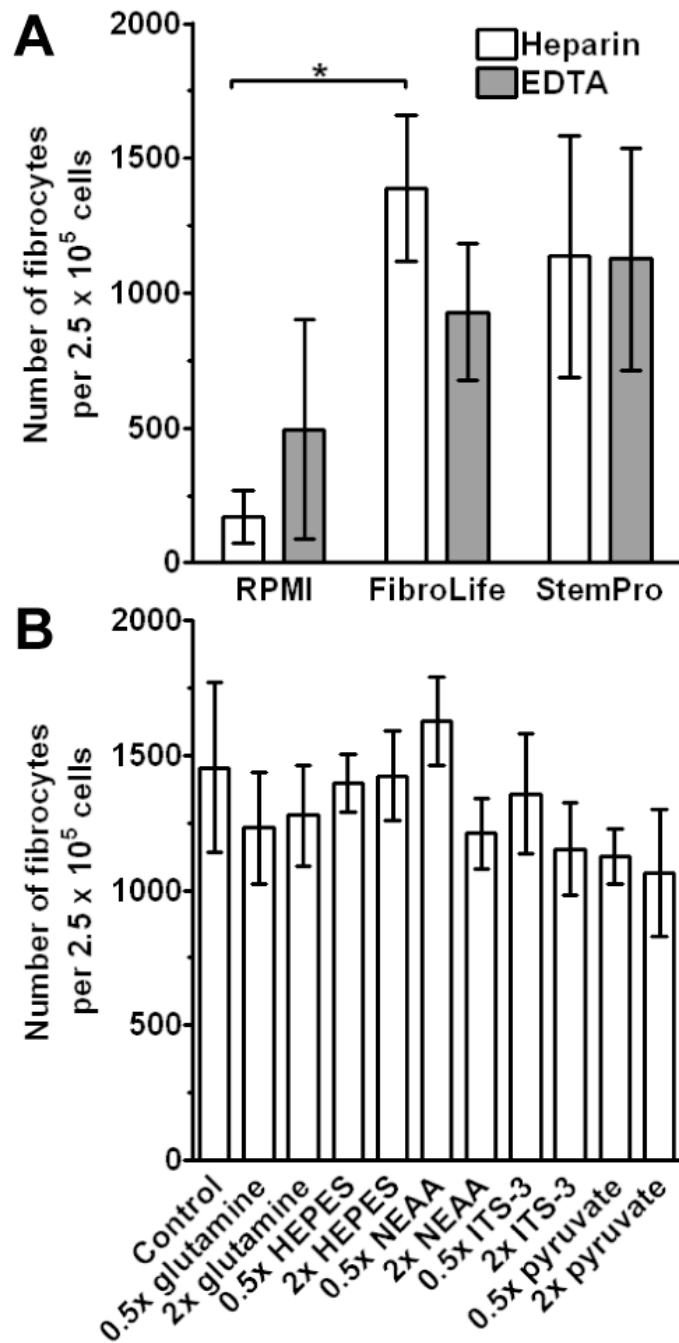 A
Heparin
EDTA
*
Number of fibrocytes
per 2.5 x 10⁵ cells
2000
1500
1000
500
0
RPMI FibroLife StemPro
B
Number of fibrocytes
per 2.5 x 10⁵ cells
2000
1500
1000
500
0
Control
0.5x glutamine
2x glutamine
0.5x HEPES
2x HEPES
0.5x NEAA
2x NEAA
0.5x ITS-3
2x ITS-3
0.5x pyruvate
2x pyruvate